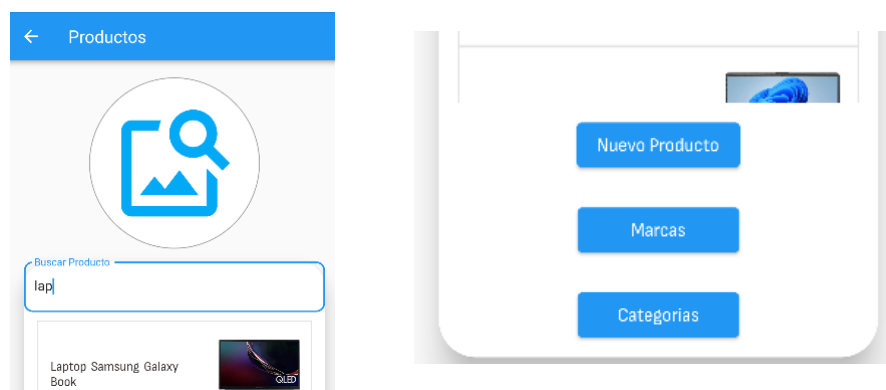 Productos
Buscar Producto
lap
Laptop Samsung Galaxy
Book
QLED
Nuevo Producto
Marcas
Categorias